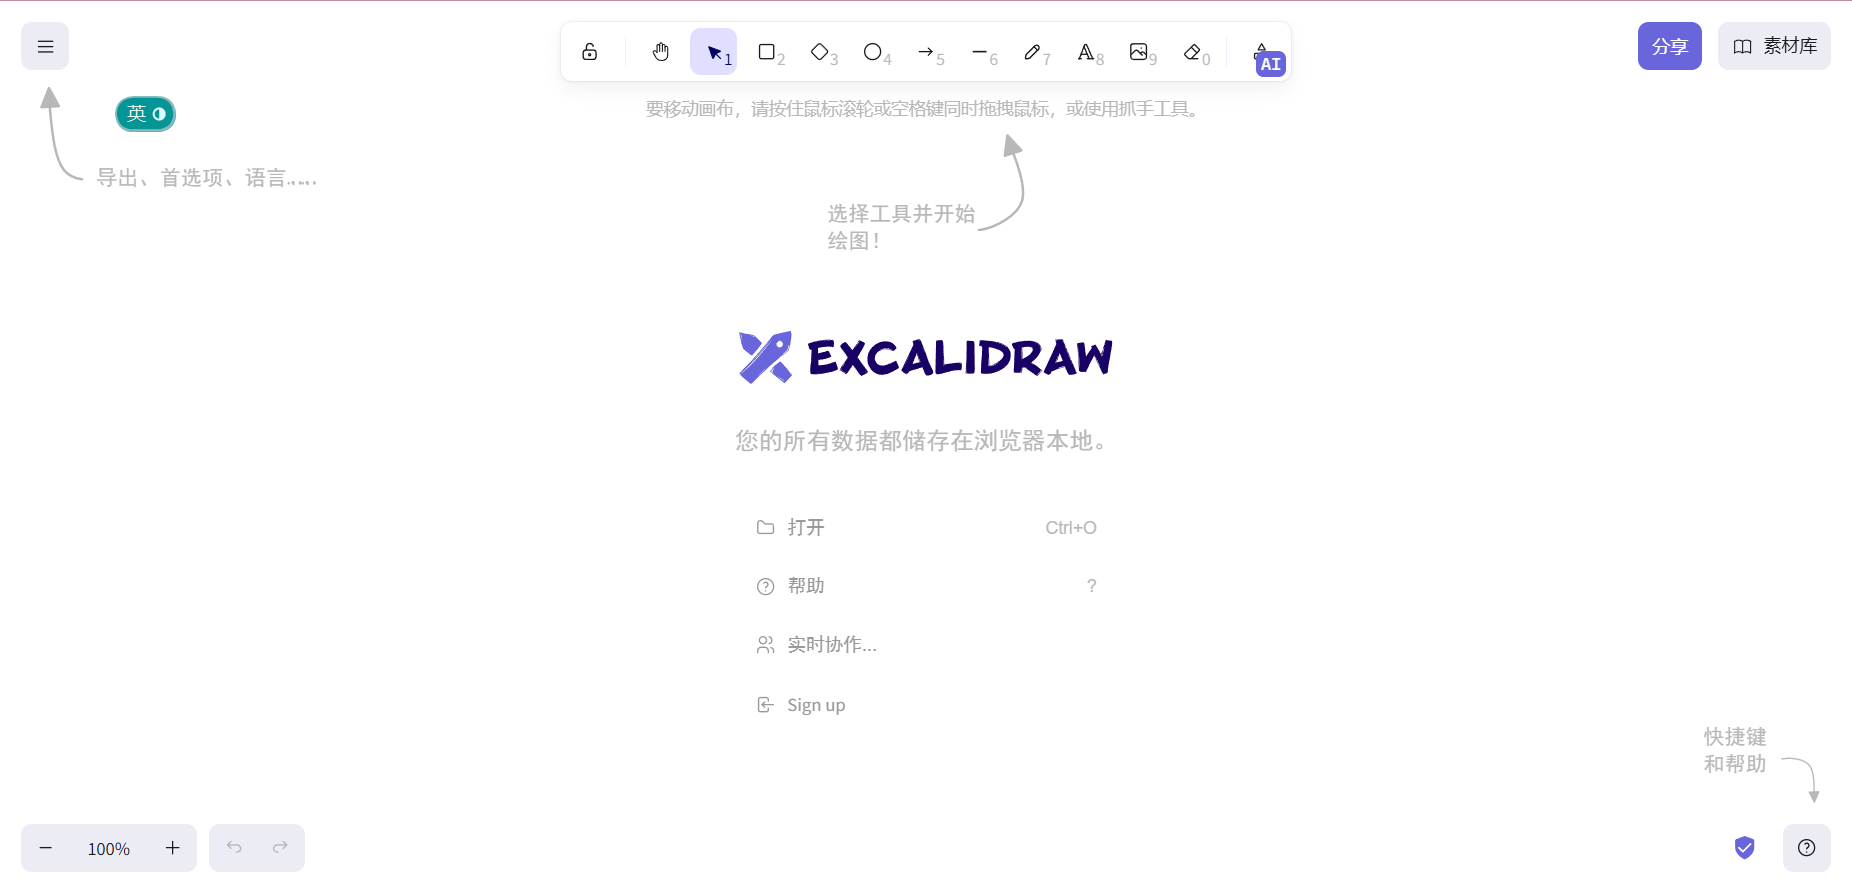 1
2
3
4
5
6
7
A
8
9
0
AI
分享
素材库
英
要移动画布，请按住鼠标滚轮或空格键同时拖拽鼠标，或使用抓手工具。
导出、首选项、语言……
选择工具并开始
绘图！
EXCALIDRAW
您的所有数据都储存在浏览器本地。
打开 Ctrl+O
帮助 ?
实时协作...
Sign up
快捷键
和帮助
100%